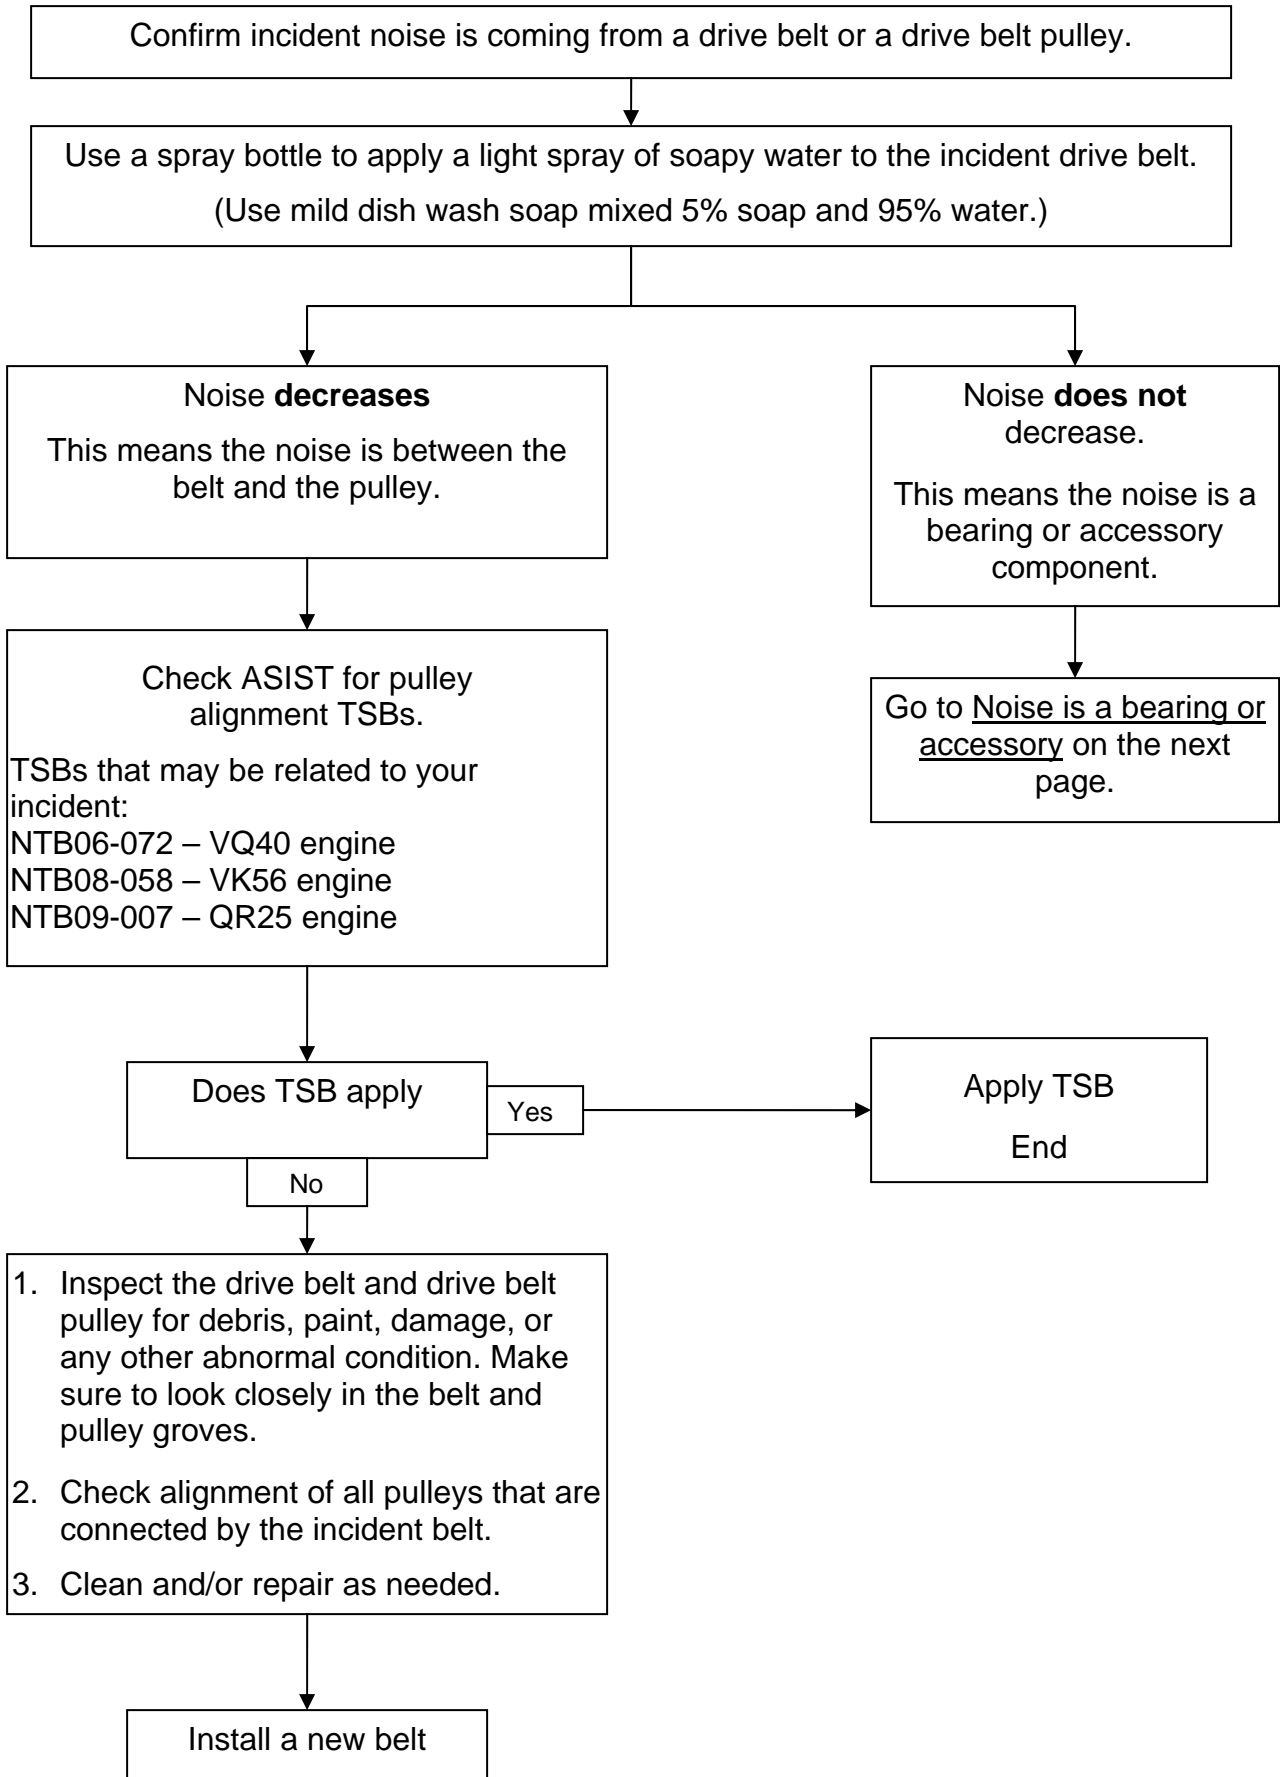 Confirm incident noise is coming from a drive belt or a drive belt pulley.
Use a spray bottle to apply a light spray of soapy water to the incident drive belt.
(Use mild dish wash soap mixed 5% soap and 95% water.)
Noise decreases
This means the noise is between the
belt and the pulley.
Noise does not
decrease.
This means the noise is a
bearing or accessory
component.
Check ASIST for pulley
alignment TSBs.
TSBs that may be related to your
incident:
NTB06-072 – VQ40 engine
NTB08-058 – VK56 engine
NTB09-007 – QR25 engine
Go to Noise is a bearing or
accessory on the next
page.
Does TSB apply
Yes
Apply TSB
End
No
1. Inspect the drive belt and drive belt
pulley for debris, paint, damage, or
any other abnormal condition. Make
sure to look closely in the belt and
pulley groves.
2. Check alignment of all pulleys that are
connected by the incident belt.
3. Clean and/or repair as needed.
Install a new belt